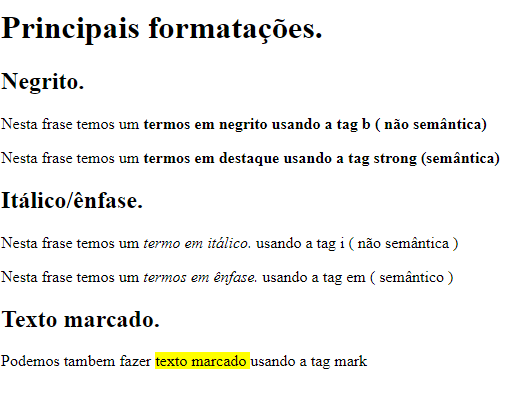 Principais formatações.
Negrito.
Nesta frase temos um termos em negrito usando a tag b ( não semântica)
Nesta frase temos um termos em destaque usando a tag strong (semântica)
Itálico/ênfase.
Nesta frase temos um termo em itálico. usando a tag i ( não semântica )
Nesta frase temos um termos em ênfase. usando a tag em ( semântico )
Texto marcado.
Podemos tambem fazer texto marcado usando a tag mark